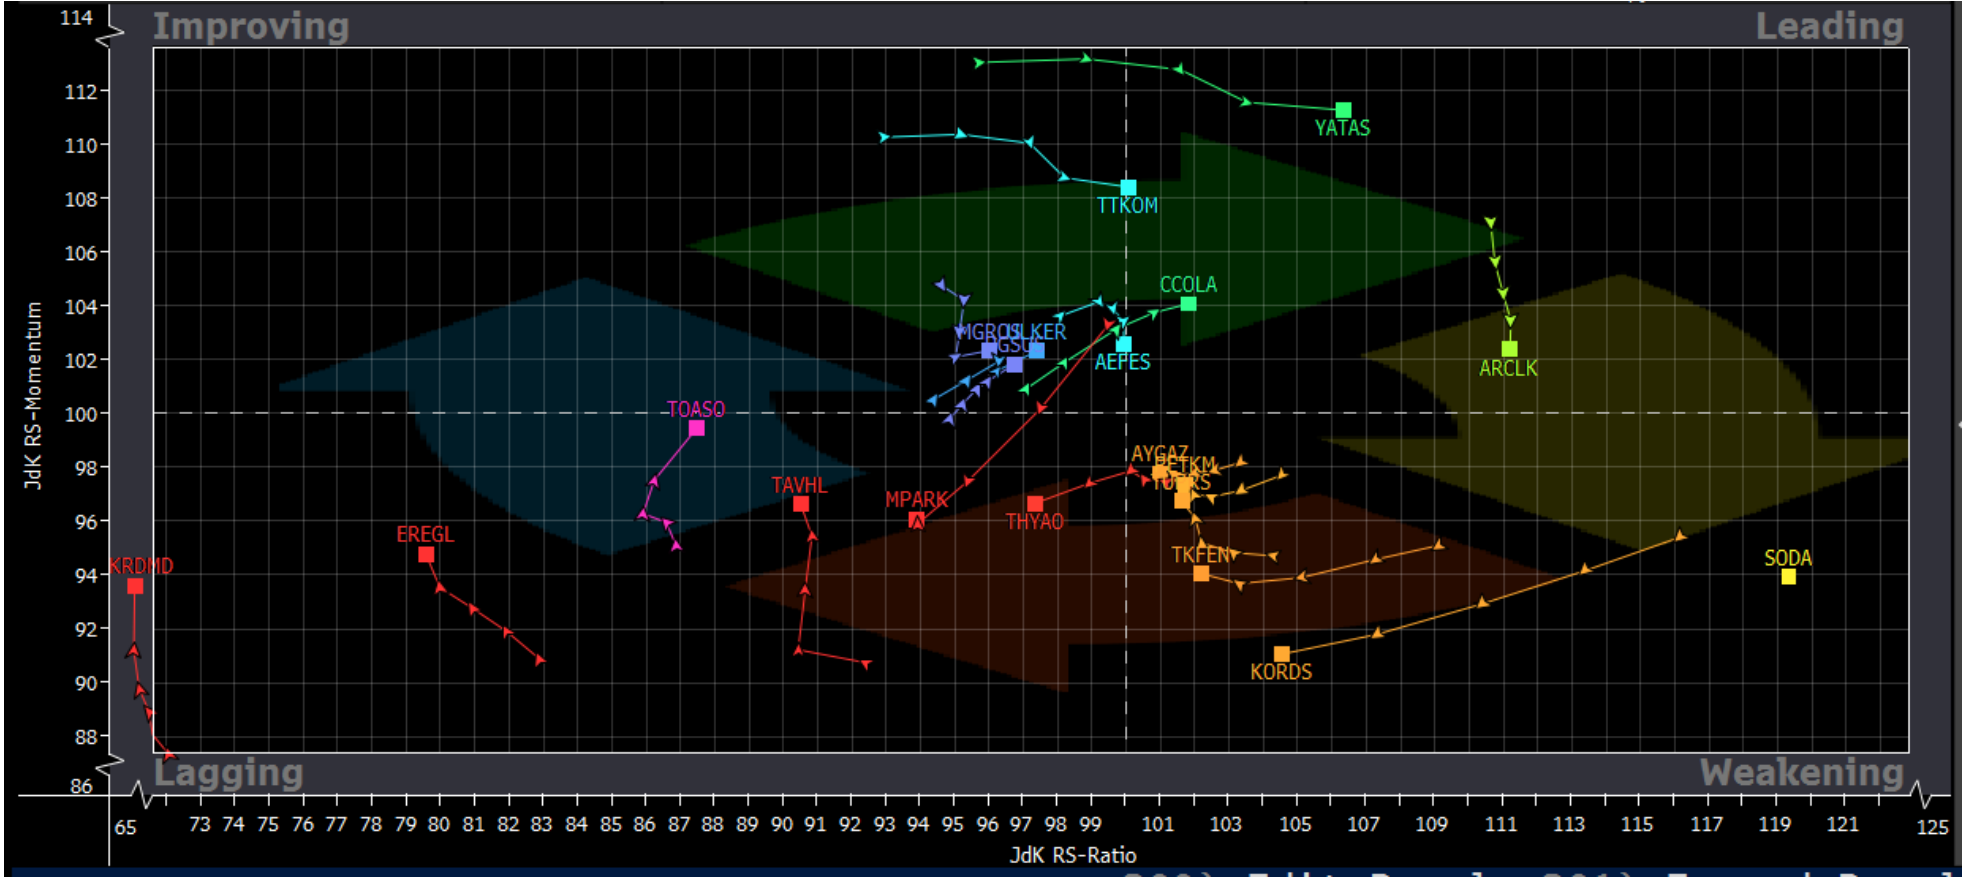 114
Improving
Leading
112
YATAS
110
108
TTKOM
106
CCOLA
104
MGROS
ULKER
102
AEFES
ARCLK
100
TOASO
98
AYGAZ
PETKM
TAVHL
MPARK
THYAO
96
EREGL
TKFEN
SODA
KRDMD
94
92
KORDS
90
88
86
Lagging
Weakening
JdK RS-Momentum
65 73 74 75 76 77 78 79 80 81 82 83 84 85 86 87 88 89 90 91 92 93 94 95 96 97 98 99 101 103 105 107 109 111 113 115 117 119 121 125
JdK RS-Ratio